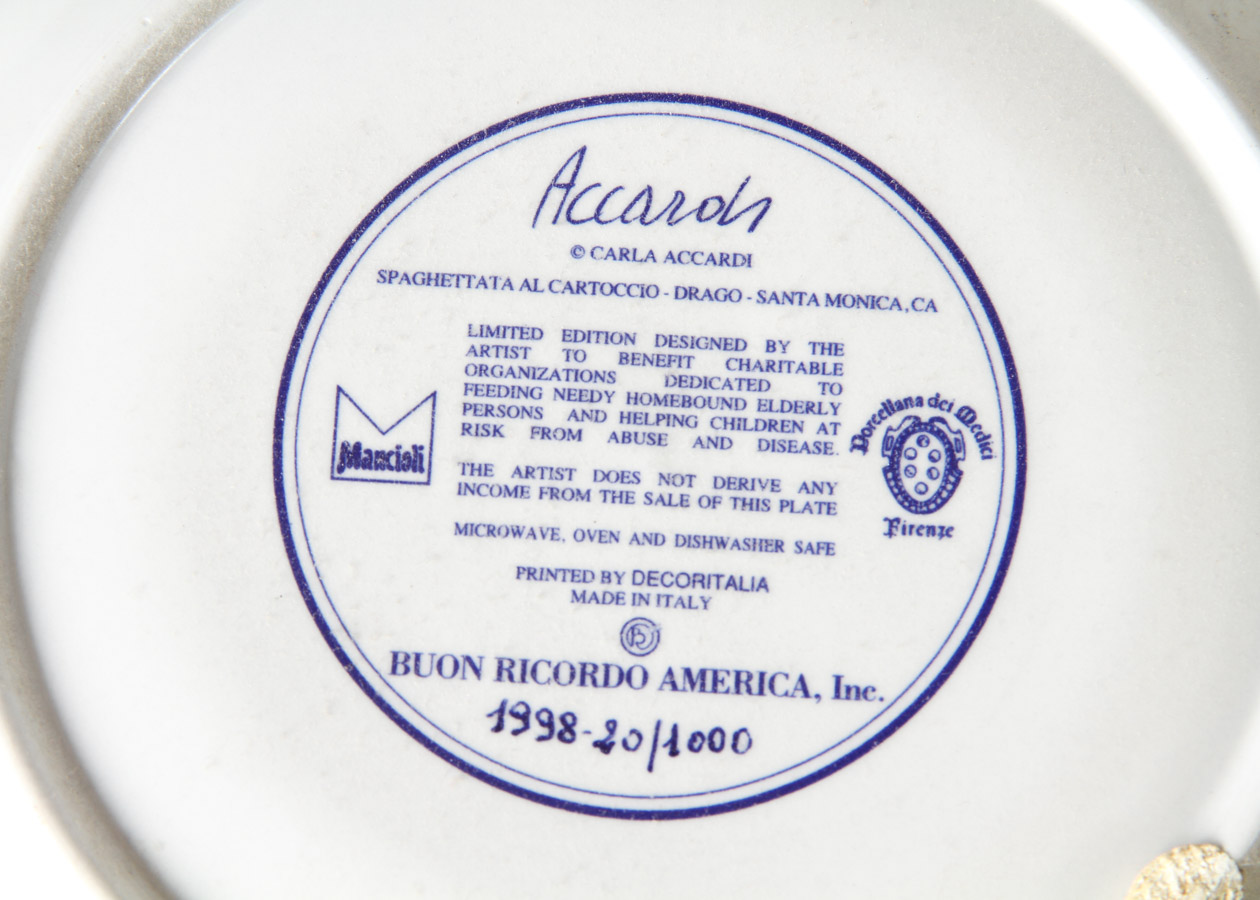 Accardi
© CARLA ACCARDI
SPAGHETTATA AL CARTOCCIO - DRAGO - SANTA MONICA, CA
LIMITED EDITION DESIGNED BY THE
ARTIST TO BENEFIT CHARITABLE
ORGANIZATIONS DEDICATED TO
FEEDING NEEDY HOMEBOUND ELDERLY
PERSONS AND HELPING CHILDREN AT
RISK FROM ABUSE AND DISEASE.
Mancioli
Porcellana dei Medici
Firenze
THE ARTIST DOES NOT DERIVE ANY
INCOME FROM THE SALE OF THIS PLATE
MICROWAVE, OVEN AND DISHWASHER SAFE
PRINTED BY DECORITALIA
MADE IN ITALY
BUON RICORDO AMERICA, Inc.
1998-20/1000